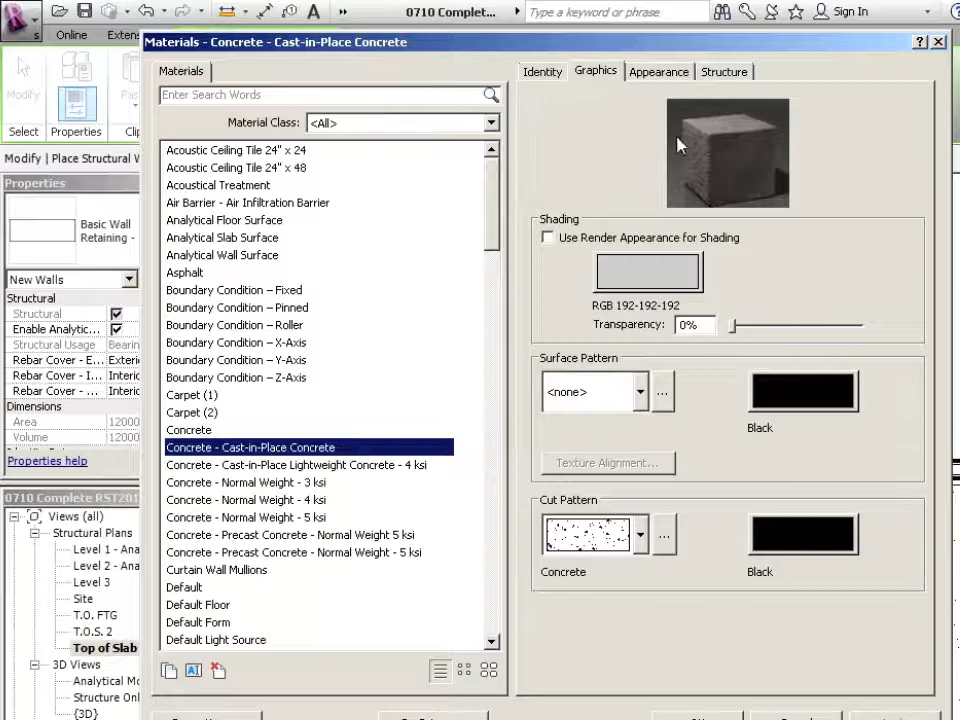 0710 Complet...
Type a keyword or phrase
Sign In
s
Online
Extens
Materials - Concrete - Cast-in-Place Concrete
Modify
Select
Properties
Pas
Clip
Modify | Place Structural W
Properties
Basic Wall
Retaining -
New Walls
Structural
Structural
Enable Analytic...
Structural Usage
Bearin
Rebar Cover - E...
Exterio
Rebar Cover - I...
Interio
Rebar Cover - ...
Interio
Dimensions
Area
12000
Volume
12000
Properties help
0710 Complete RST201
Views (all)
Structural Plans
Level 1 - Ana
Level 2 - Ana
Level 3
Site
T.O. FTG
T.O.S. 2
Top of Slab
3D Views
Analytical Mo
Structure Onl
{3D}
Materials
Enter Search Words
Material Class:
<All>
Acoustic Ceiling Tile 24" x 24
Acoustic Ceiling Tile 24" x 48
Acoustical Treatment
Air Barrier - Air Infiltration Barrier
Analytical Floor Surface
Analytical Slab Surface
Analytical Wall Surface
Asphalt
Boundary Condition – Fixed
Boundary Condition – Pinned
Boundary Condition – Roller
Boundary Condition – X-Axis
Boundary Condition – Y-Axis
Boundary Condition – Z-Axis
Carpet (1)
Carpet (2)
Concrete
Concrete - Cast-in-Place Concrete
Concrete - Cast-in-Place Lightweight Concrete - 4 ksi
Concrete - Normal Weight - 3 ksi
Concrete - Normal Weight - 4 ksi
Concrete - Normal Weight - 5 ksi
Concrete - Precast Concrete - Normal Weight 5 ksi
Concrete - Precast Concrete - Normal Weight - 5 ksi
Curtain Wall Mullions
Default
Default Floor
Default Form
Default Light Source
Identity
Graphics
Appearance
Structure
Shading
Use Render Appearance for Shading
RGB 192-192-192
Transparency:
0%
Surface Pattern
<none>
...
Black
Texture Alignment...
Cut Pattern
...
Concrete
Black